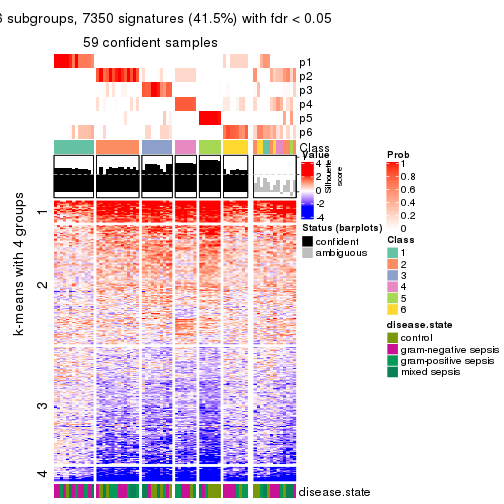 6 subgroups, 7350 signatures (41.5%) with fdr < 0.05
59 confident samples
p1
p2
p3
p4
p5
p6
Class
Silhouette
score
k-means with 4 groups
1
2
3
4
disease.state
Value
4
2
0
-2
-4
Status (barplots)
confident
ambiguous
Prob
1
0.8
0.6
0.4
0.2
0
Class
1
2
3
4
5
6
disease.state
control
gram-negative sepsis
gram-positive sepsis
mixed sepsis